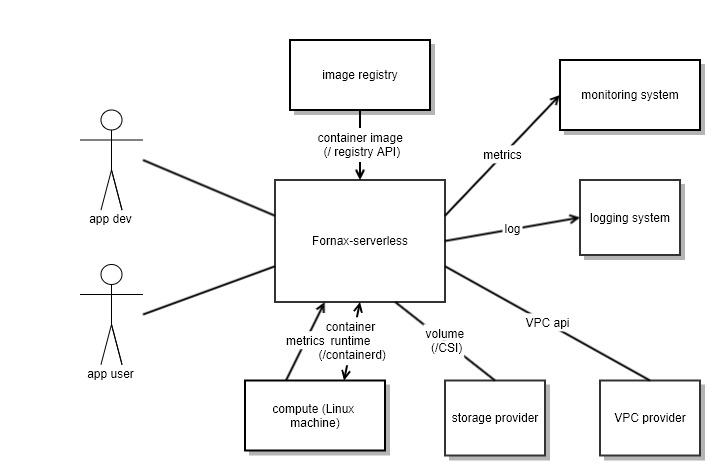 image registry
monitoring system
container image
(/ registry API)
metrics
app dev
Fornax-serverless
log
logging system
container
metrics runtime
(/containerd)
volume
(/CSI)
VPC api
app user
compute (Linux
machine)
storage provider
VPC provider